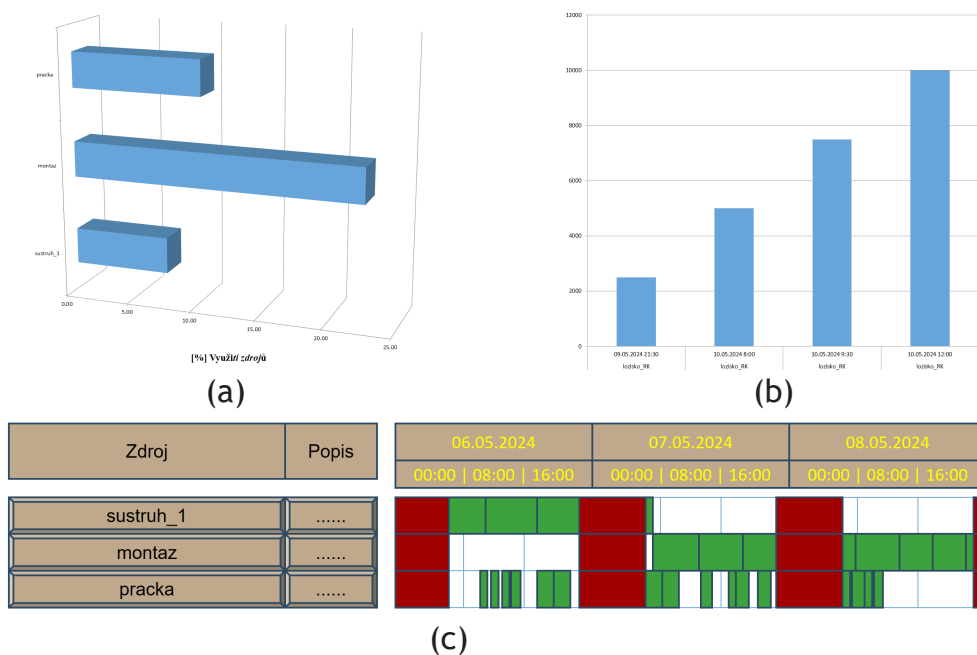 pracka
montaz
sustruh_1
0.00
5.00
10.00
15.00
20.00
25.00
[%] Využití zdrojů
(a)
12000
10000
8000
6000
4000
2000
0
09.05.2024 21:30
10.05.2024 8:00
10.05.2024 9:30
10.05.2024 12:00
lozisko_RK
lozisko_RK
lozisko_RK
lozisko_RK
(b)
Zdroj
Popis
06.05.2024
07.05.2024
08.05.2024
00:00 | 08:00 | 16:00
00:00 | 08:00 | 16:00
00:00 | 08:00 | 16:00
sustruh_1
......
montaz
......
pracka
......
(c)